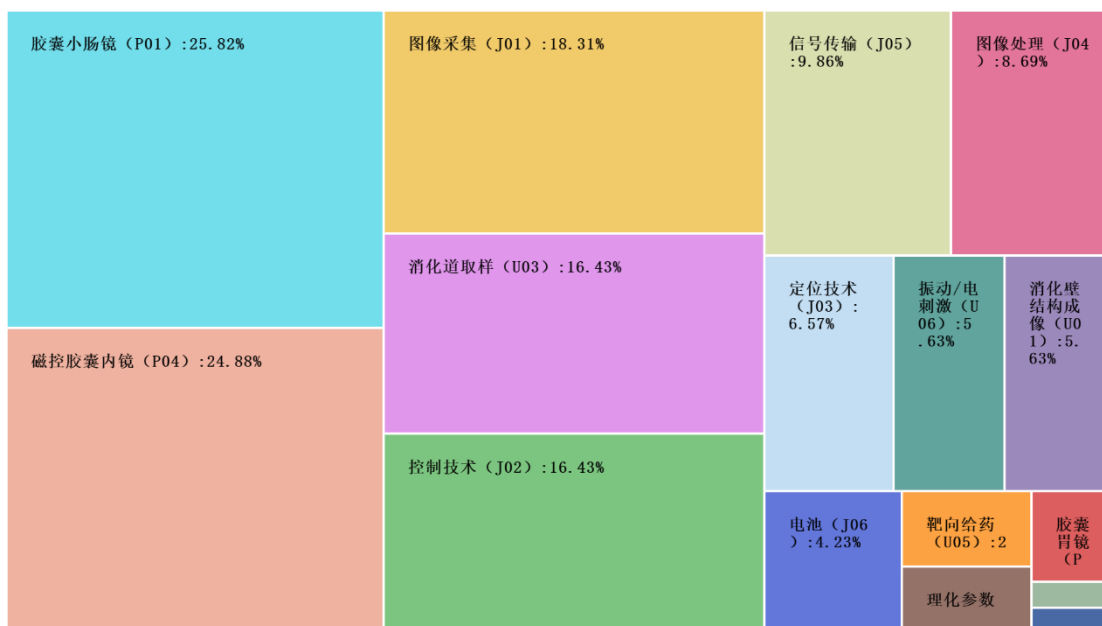 胶囊小肠镜（P01）:25.82%
磁控胶囊内镜（P04）:24.88%
图像采集（J01）:18.31%
消化道取样（U03）:16.43%
控制技术（J02）:16.43%
信号传输（J05）
:9.86%
图像处理（J04
）:8.69%
定位技术
（J03）:
6.57%
振动/电
刺激（U
06）:5
.63%
消化壁
结构成
像（U0
1）:5.
63%
电池（J06
）:4.23%
靶向给药
（U05）:2
理化参数
胶囊
胃镜
（P